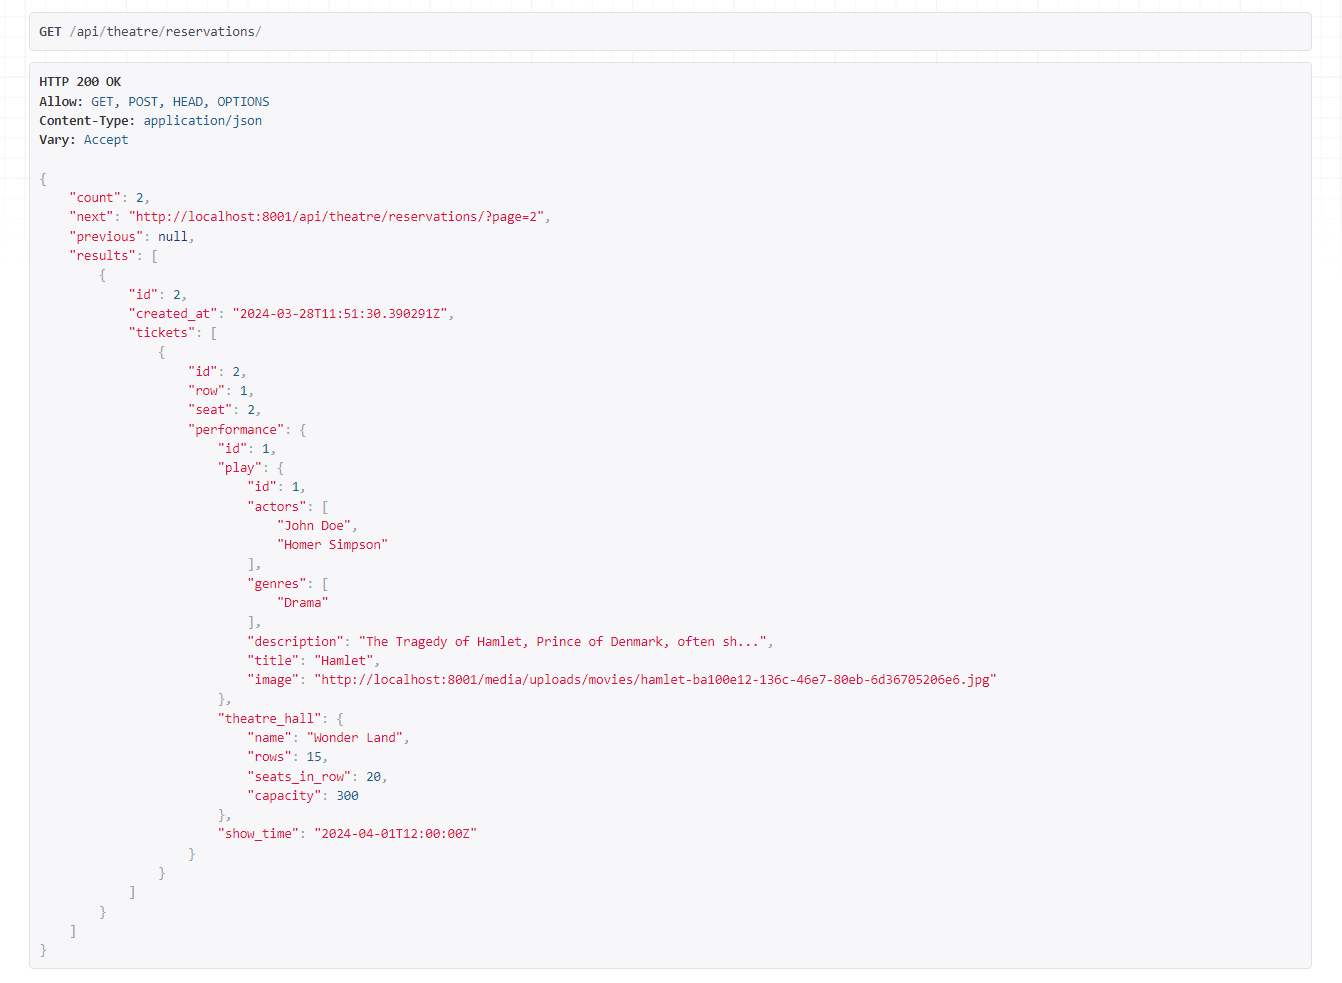 GET /api/theatre/reservations/
HTTP 200 OK
Allow: GET, POST, HEAD, OPTIONS
Content-Type: application/json
Vary: Accept
{
    "count": 2,
    "next": "http://localhost:8001/api/theatre/reservations/?page=2",
    "previous": null,
    "results": [
        {
            "id": 2,
            "created_at": "2024-03-28T11:51:30.390291Z",
            "tickets": [
                {
                    "id": 2,
                    "row": 1,
                    "seat": 2,
                    "performance": {
                        "id": 1,
                        "play": {
                            "id": 1,
                            "actors": [
                                "John Doe",
                                "Homer Simpson"
                            ],
                            "genres": [
                                "Drama"
                            ],
                            "description": "The Tragedy of Hamlet, Prince of Denmark, often sh...",
                            "title": "Hamlet",
                            "image": "http://localhost:8001/media/uploads/movies/hamlet-ba100e12-136c-46e7-80eb-6d36705206e6.jpg"
                        },
                        "theatre_hall": {
                            "name": "Wonder Land",
                            "rows": 15,
                            "seats_in_row": 20,
                            "capacity": 300
                        },
                        "show_time": "2024-04-01T12:00:00Z"
                    }
                }
            ]
        }
    ]
}